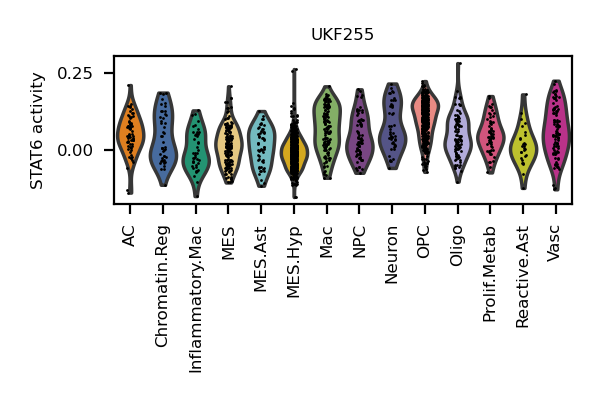 UKF255
STAT6 activity
0.25
0.00
AC
Chromatin.Reg
Inflammatory.Mac
MES
MES.Ast
MES.Hyp
Mac
NPC
Neuron
OPC
Oligo
Prolif.Metab
Reactive.Ast
Vasc